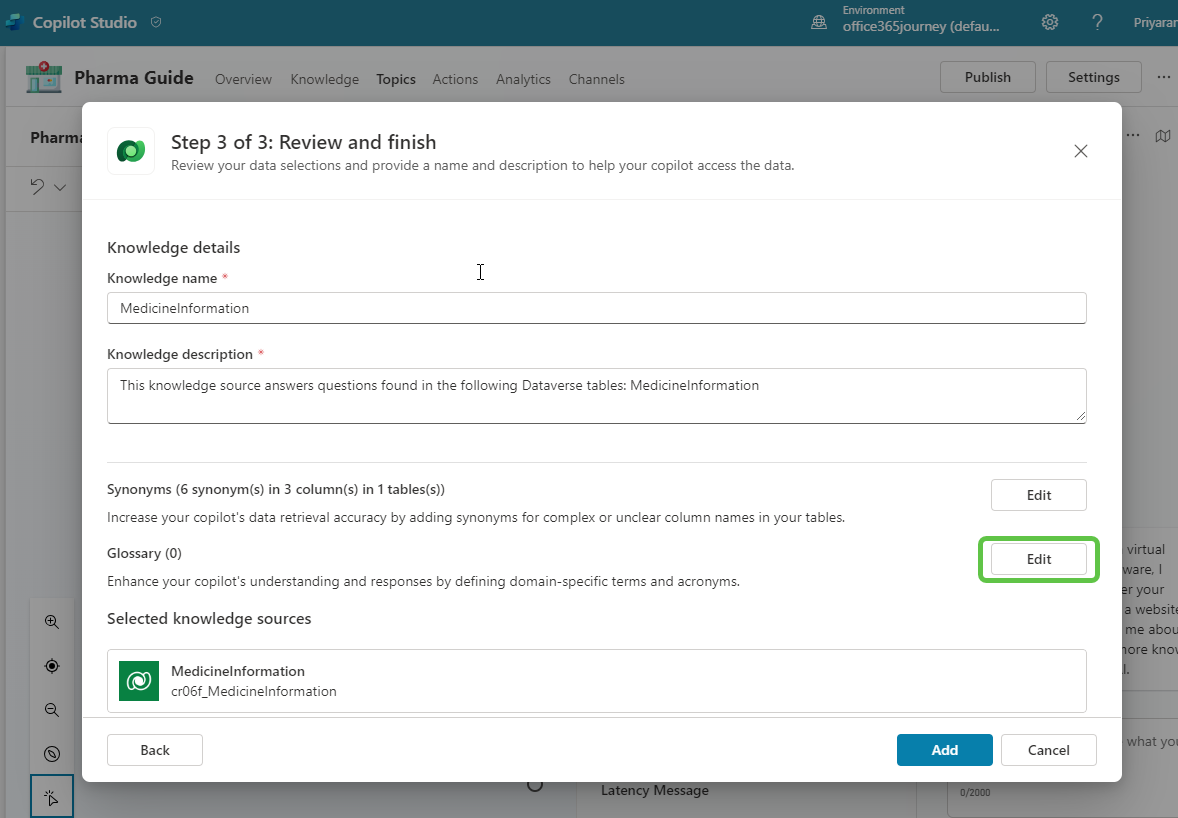 Copilot Studio
Environment
office365journey (defau...
Priyaran
Pharma Guide
Overview
Knowledge
Topics
Actions
Analytics
Channels
Publish
Settings
Pharma
Step 3 of 3: Review and finish
Review your data selections and provide a name and description to help your copilot access the data.
Knowledge details
Knowledge name *
MedicineInformation
Knowledge description *
This knowledge source answers questions found in the following Dataverse tables: MedicineInformation
Synonyms (6 synonym(s) in 3 column(s) in 1 tables(s))
Edit
Increase your copilot's data retrieval accuracy by adding synonyms for complex or unclear column names in your tables.
Glossary (0)
Edit
Enhance your copilot's understanding and responses by defining domain-specific terms and acronyms.
Selected knowledge sources
MedicineInformation
cr06f_MedicineInformation
Back
Add
Cancel
virtual
ware, I
er your
a website
me abou
more know
l.
what you
Latency Message
0/2000